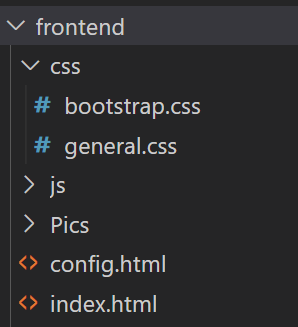 frontend
css
# bootstrap.css
# general.css
js
Pics
<> config.html
<> index.html